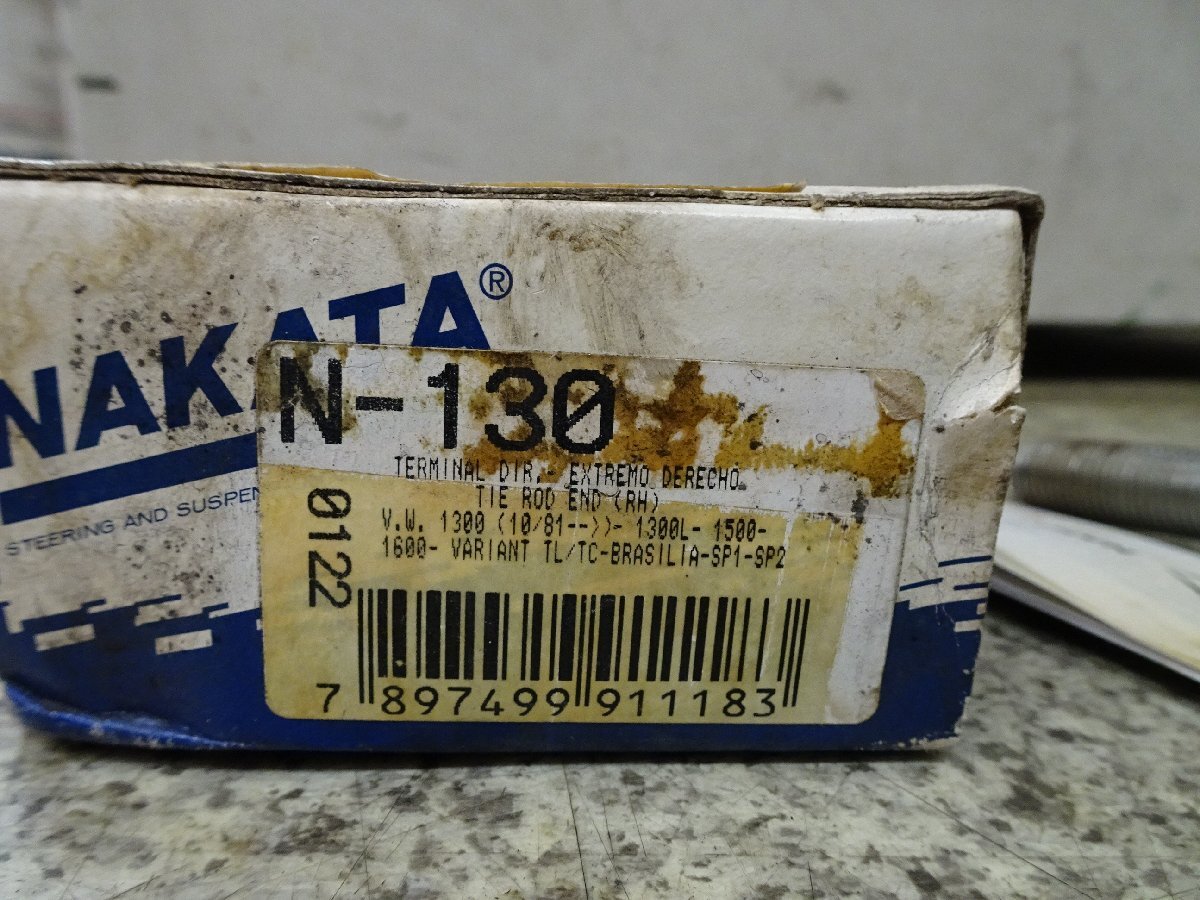 NAKATA®
STEERING AND SUSPEN
N-130
TERMINAL DIR.- EXTREMO DERECHO
TIE ROD END (RH)
V.W. 1300 (10/81-->)- 1300L- 1500-
1600- VARIANT TL/TC-BRASILIA-SP1-SP2
0122
7 897499 911183